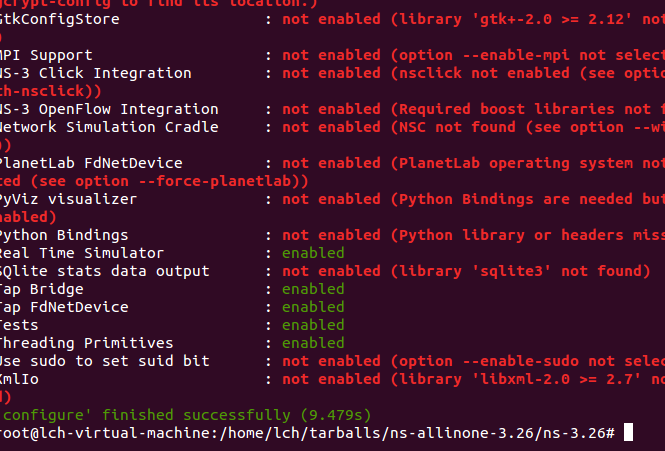 gcrypt-config to find its location.)
GtkConfigStore : not enabled (library 'gtk+-2.0 >= 2.12' not
)
MPI Support : not enabled (option --enable-mpi not select
NS-3 Click Integration : not enabled (nsclick not enabled (see optio
th-nsclick))
NS-3 OpenFlow Integration : not enabled (Required boost libraries not f
Network Simulation Cradle : not enabled (NSC not found (see option --wi
))
PlanetLab FdNetDevice : not enabled (PlanetLab operating system not
ted (see option --force-planetlab))
PyViz visualizer : not enabled (Python Bindings are needed but
nabled)
Python Bindings : not enabled (Python library or headers miss
Real Time Simulator : enabled
SQlite stats data output : not enabled (library 'sqlite3' not found)
Tap Bridge : enabled
Tap FdNetDevice : enabled
Tests : enabled
Threading Primitives : enabled
Use sudo to set suid bit : not enabled (option --enable-sudo not selec
XmlIo : not enabled (library 'libxml-2.0 >= 2.7' no
d)
'configure' finished successfully (9.479s)
root@lch-virtual-machine:/home/lch/tarballs/ns-allinone-3.26/ns-3.26#